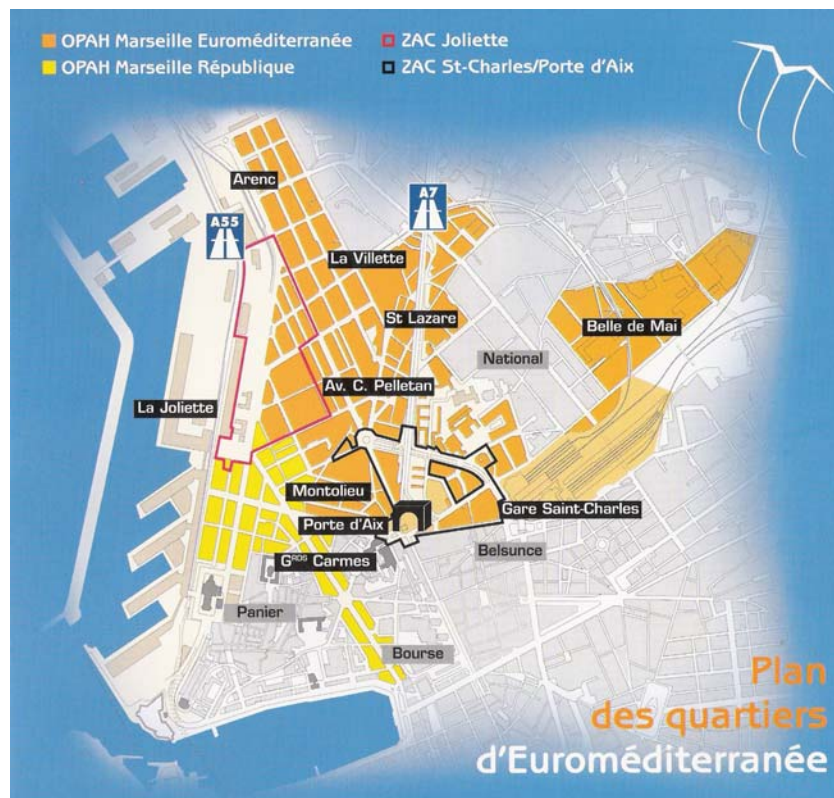 OPAH Marseille Euroméditerranée
ZAC Joliette
OPAH Marseille République
ZAC St-Charles/Porte d'Aix
Arenc
A7
A55
La Villette
St Lazare
Belle de Mai
National
Av. C. Pelletan
La Joliette
Montolieu
Gare Saint-Charles
Porte d'Aix
Belsunce
Gros Carmes
Panier
Bourse
Plan
des quartiers
d'Euroméditerranée